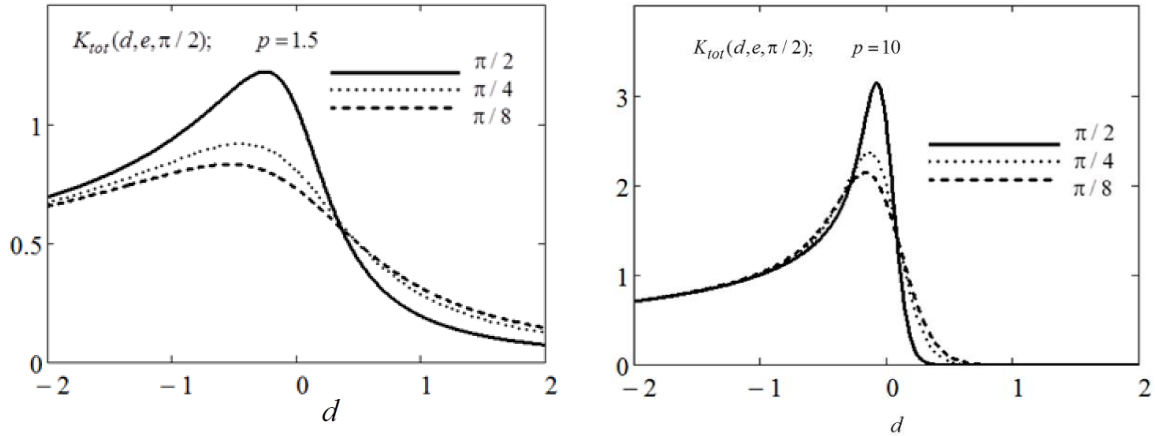 K_tot(d,e,π/2); p=1.5
π / 2
π / 4
π / 8
1
0.5
0
−2 −1 0 1 2
d
K_tot(d,e,π/2); p=10
π / 2
π / 4
π / 8
3
2
1
0
−2 −1 0 1 2
d